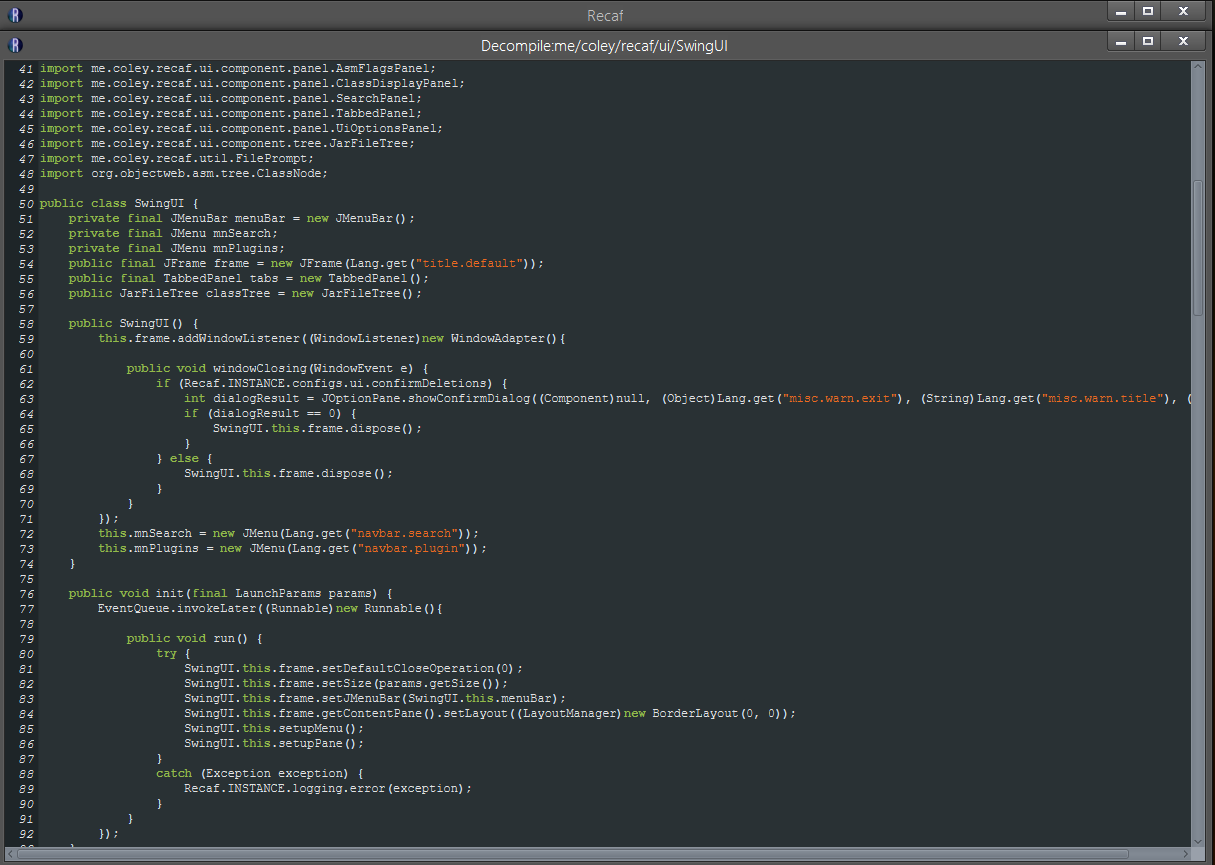 Recaf
Decompile:me/coley/recaf/ui/SwingUI
41 import me.coley.recaf.ui.component.panel.AsmFlagsPanel;
42 import me.coley.recaf.ui.component.panel.ClassDisplayPanel;
43 import me.coley.recaf.ui.component.panel.SearchPanel;
44 import me.coley.recaf.ui.component.panel.TabbedPanel;
45 import me.coley.recaf.ui.component.panel.UiOptionsPanel;
46 import me.coley.recaf.ui.component.tree.JarFileTree;
47 import me.coley.recaf.util.FilePrompt;
48 import org.objectweb.asm.tree.ClassNode;
49
50 public class SwingUI {
51     private final JMenuBar menuBar = new JMenuBar();
52     private final JMenu mnSearch;
53     private final JMenu mnPlugins;
54     public final JFrame frame = new JFrame(Lang.get("title.default"));
55     public final TabbedPanel tabs = new TabbedPanel();
56     public JarFileTree classTree = new JarFileTree();
57
58     public SwingUI() {
59         this.frame.addWindowListener((WindowListener)new WindowAdapter(){
60
61             public void windowClosing(WindowEvent e) {
62                 if (Recaf.INSTANCE.configs.ui.confirmDeletions) {
63                     int dialogResult = JOptionPane.showConfirmDialog((Component)null, (Object)Lang.get("misc.warn.exit"), (String)Lang.get("misc.warn.title"), (
64                     if (dialogResult == 0) {
65                         SwingUI.this.frame.dispose();
66                     }
67                 } else {
68                     SwingUI.this.frame.dispose();
69                 }
70             }
71         });
72         this.mnSearch = new JMenu(Lang.get("navbar.search"));
73         this.mnPlugins = new JMenu(Lang.get("navbar.plugin"));
74     }
75
76     public void init(final LaunchParams params) {
77         EventQueue.invokeLater((Runnable)new Runnable(){
78
79             public void run() {
80                 try {
81                     SwingUI.this.frame.setDefaultCloseOperation(0);
82                     SwingUI.this.frame.setSize(params.getSize());
83                     SwingUI.this.frame.setJMenuBar(SwingUI.this.menuBar);
84                     SwingUI.this.frame.getContentPane().setLayout((LayoutManager)new BorderLayout(0, 0));
85                     SwingUI.this.setupMenu();
86                     SwingUI.this.setupPane();
87                 }
88                 catch (Exception exception) {
89                     Recaf.INSTANCE.logging.error(exception);
90                 }
91             }
92         });